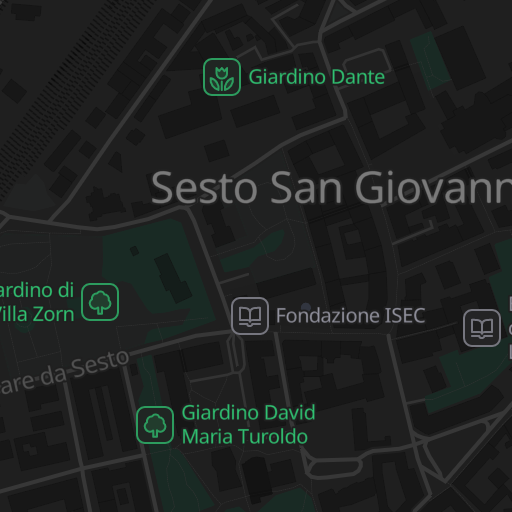 Giardino Dante
Sesto San Giovann
ardino di
Villa Zorn
Fondazione ISEC
are da Sesto
Giardino David
Maria Turoldo